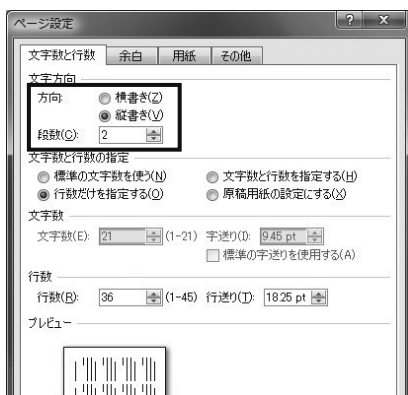 ページ設定
文字数と行数 余白 用紙 その他
文字方向
方向: 横書き(Z)
縦書き(V)
段数(C): 2
文字数と行数の指定
標準の文字数を使う(N) 文字数と行数を指定する(H)
行数だけを指定する(O) 原稿用紙の設定にする(X)
文字数
文字数(E): 21 (1-21) 字送り(I): 9.45 pt
標準の字送りを使用する(A)
行数
行数(R): 36 (1-45) 行送り(T): 18.25 pt
プレビュー